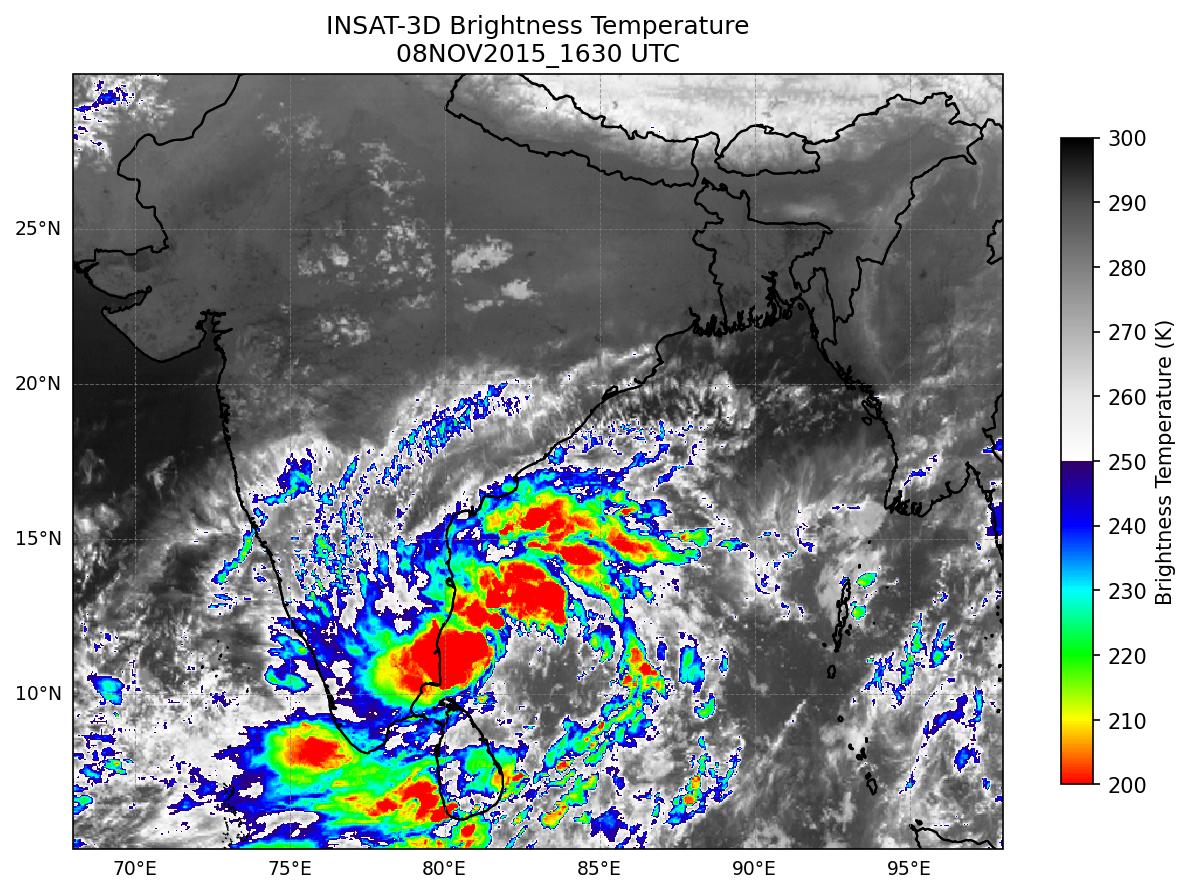 INSAT-3D Brightness Temperature
08NOV2015_1630 UTC
25°N
20°N
15°N
10°N
70°E
75°E
80°E
85°E
90°E
95°E
300
290
280
270
260
250
240
230
220
210
200
Brightness Temperature (K)